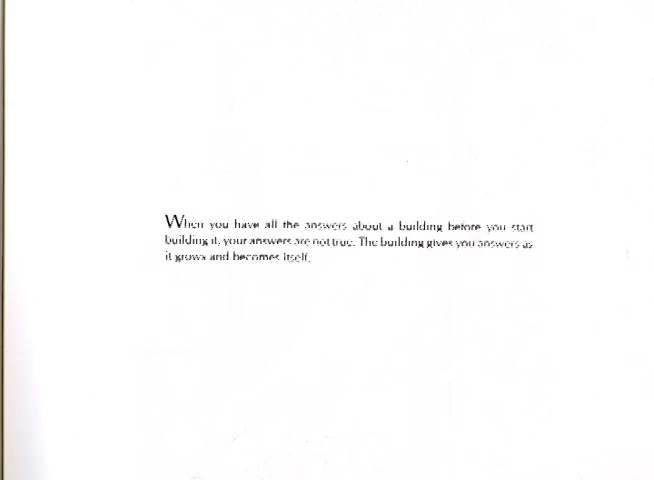 When you have all the answers about a building before you start
building it, your answers are not true. The building gives you answers as
it grows and becomes itself.